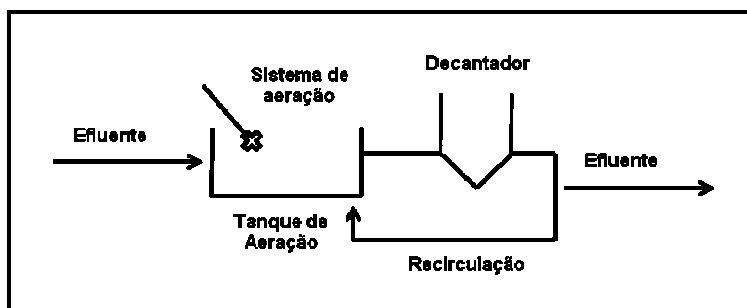 Sistema de
aeração
Decantador
Efluente
Efluente
Tanque de
Aeração
Recirculação